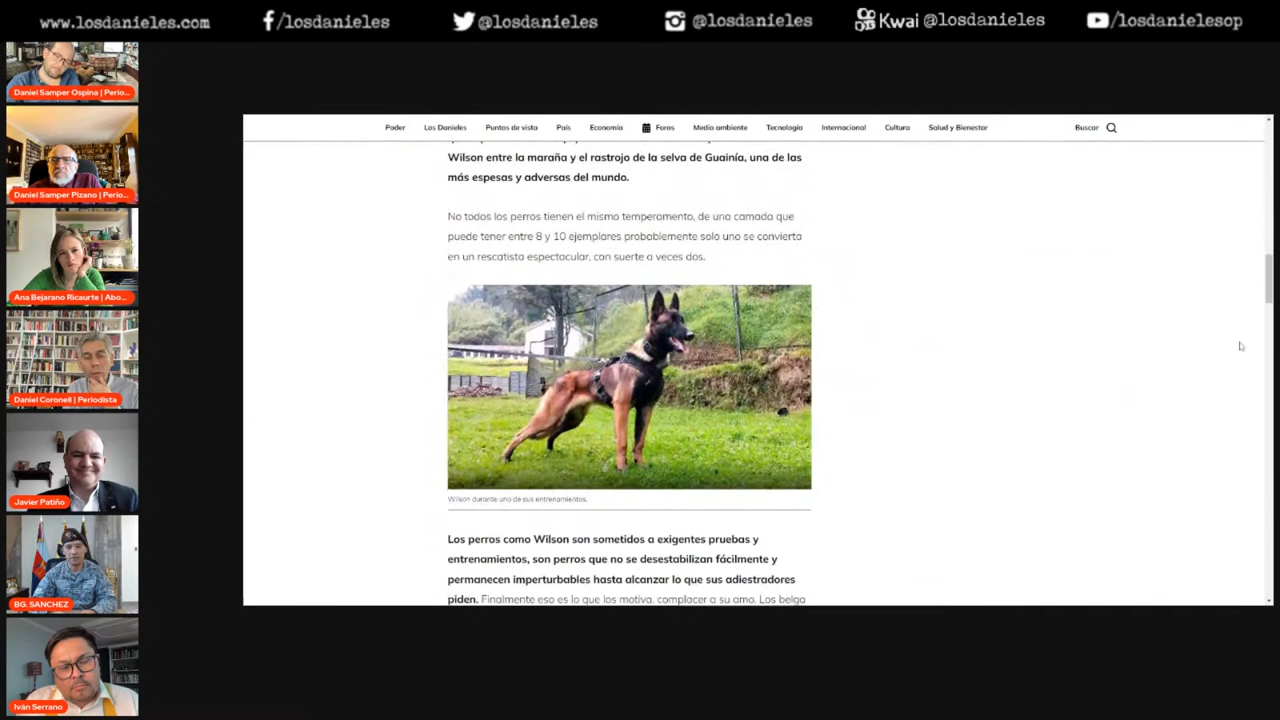 www.losdanieles.com
/losdanieles
@losdanieles
@losdanieles
Kwai @losdanieles
/losdanielesop
Daniel Samper Ospina | Perio...
Daniel Samper Pizano | Perio...
Ana Bejarano Ricaurte | Abo...
Daniel Coronell | Periodista
Javier Patiño
BG. SANCHEZ
Iván Serrano
Poder Los Danieles Puntos de vista País Economía Foros Medio ambiente Tecnología Internacional Cultura Salud y Bienestar Buscar
Wilson entre la maraña y el rastrojo de la selva de Guainía, una de las
más espesas y adversas del mundo.
No todos los perros tienen el mismo temperamento, de una camada que
puede tener entre 8 y 10 ejemplares probablemente solo uno se convierta
en un rescatista espectacular, con suerte a veces dos.
Wilson durante uno de sus entrenamientos.
Los perros como Wilson son sometidos a exigentes pruebas y
entrenamientos, son perros que no se desestabilizan fácilmente y
permanecen imperturbables hasta alcanzar lo que sus adiestradores
piden. Finalmente eso es lo que los motiva, complacer a su amo. Los belga